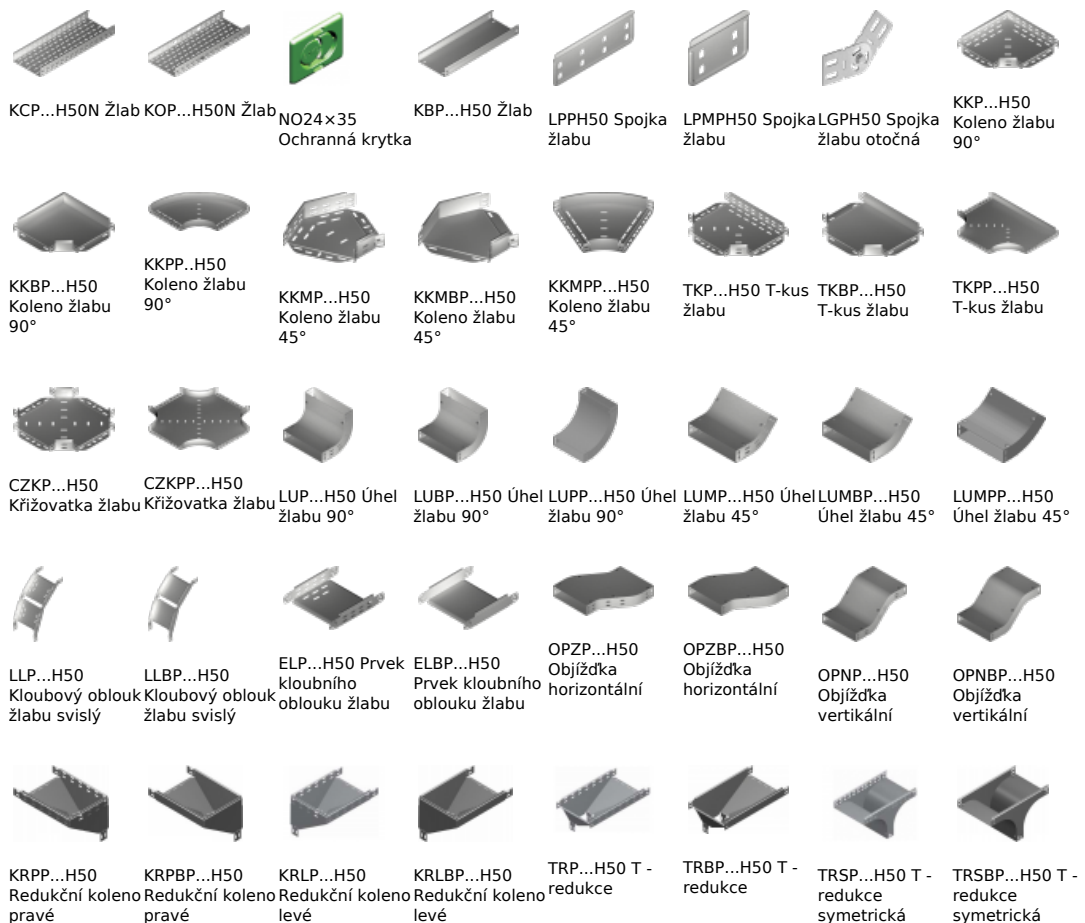 KCP...H50N Žlab
KOP...H50N Žlab
NO24×35
Ochranná krytka
KBP...H50 Žlab
LPPH50 Spojka
žlabu
LPMPH50 Spojka
žlabu
LGPH50 Spojka
žlabu otočná
KKP...H50
Koleno žlabu
90°
KKBP...H50
Koleno žlabu
90°
KKPP..H50
Koleno žlabu
90°
KKMP...H50
Koleno žlabu
45°
KKMBP...H50
Koleno žlabu
45°
KKMPP...H50
Koleno žlabu
45°
TKP...H50 T-kus
žlabu
TKBP...H50
T-kus žlabu
TKPP...H50
T-kus žlabu
CZKP...H50
Křižovatka žlabu
CZKPP...H50
Křižovatka žlabu
LUP...H50 Úhel
žlabu 90°
LUBP...H50 Úhel
žlabu 90°
LUPP...H50 Úhel
žlabu 90°
LUMP...H50 Úhel
žlabu 45°
LUMBP...H50
Úhel žlabu 45°
LUMPP...H50
Úhel žlabu 45°
LLP...H50
Kloubový oblouk
žlabu svislý
LLBP...H50
Kloubový oblouk
žlabu svislý
ELP...H50 Prvek
kloubního
oblouku žlabu
ELBP...H50
Prvek kloubního
oblouku žlabu
OPZP...H50
Objížďka
horizontální
OPZBP...H50
Objížďka
horizontální
OPNP...H50
Objížďka
vertikální
OPNBP...H50
Objížďka
vertikální
KRPP...H50
Redukční koleno
pravé
KRPBP...H50
Redukční koleno
pravé
KRLP...H50
Redukční koleno
levé
KRLBP...H50
Redukční koleno
levé
TRP...H50 T -
redukce
TRBP...H50 T -
redukce
TRSP...H50 T -
redukce
symetrická
TRSBP...H50 T -
redukce
symetrická